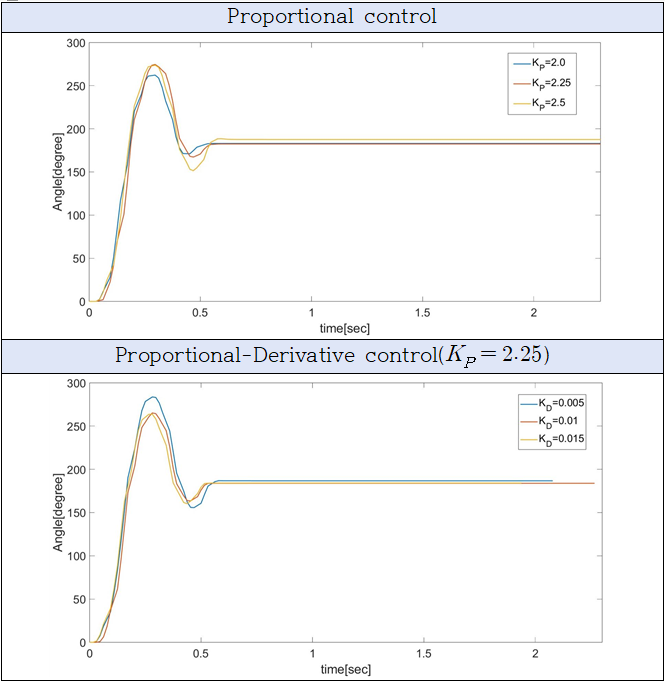 Proportional control
300
250
200
150
100
50
0
Angle[degree]
K_P=2.0
K_P=2.25
K_P=2.5
0 0.5 1 1.5 2
time[sec]
Proportional-Derivative control(K_P = 2.25)
300
250
200
150
100
50
0
Angle[degree]
K_D=0.005
K_D=0.01
K_D=0.015
0 0.5 1 1.5 2
time[sec]